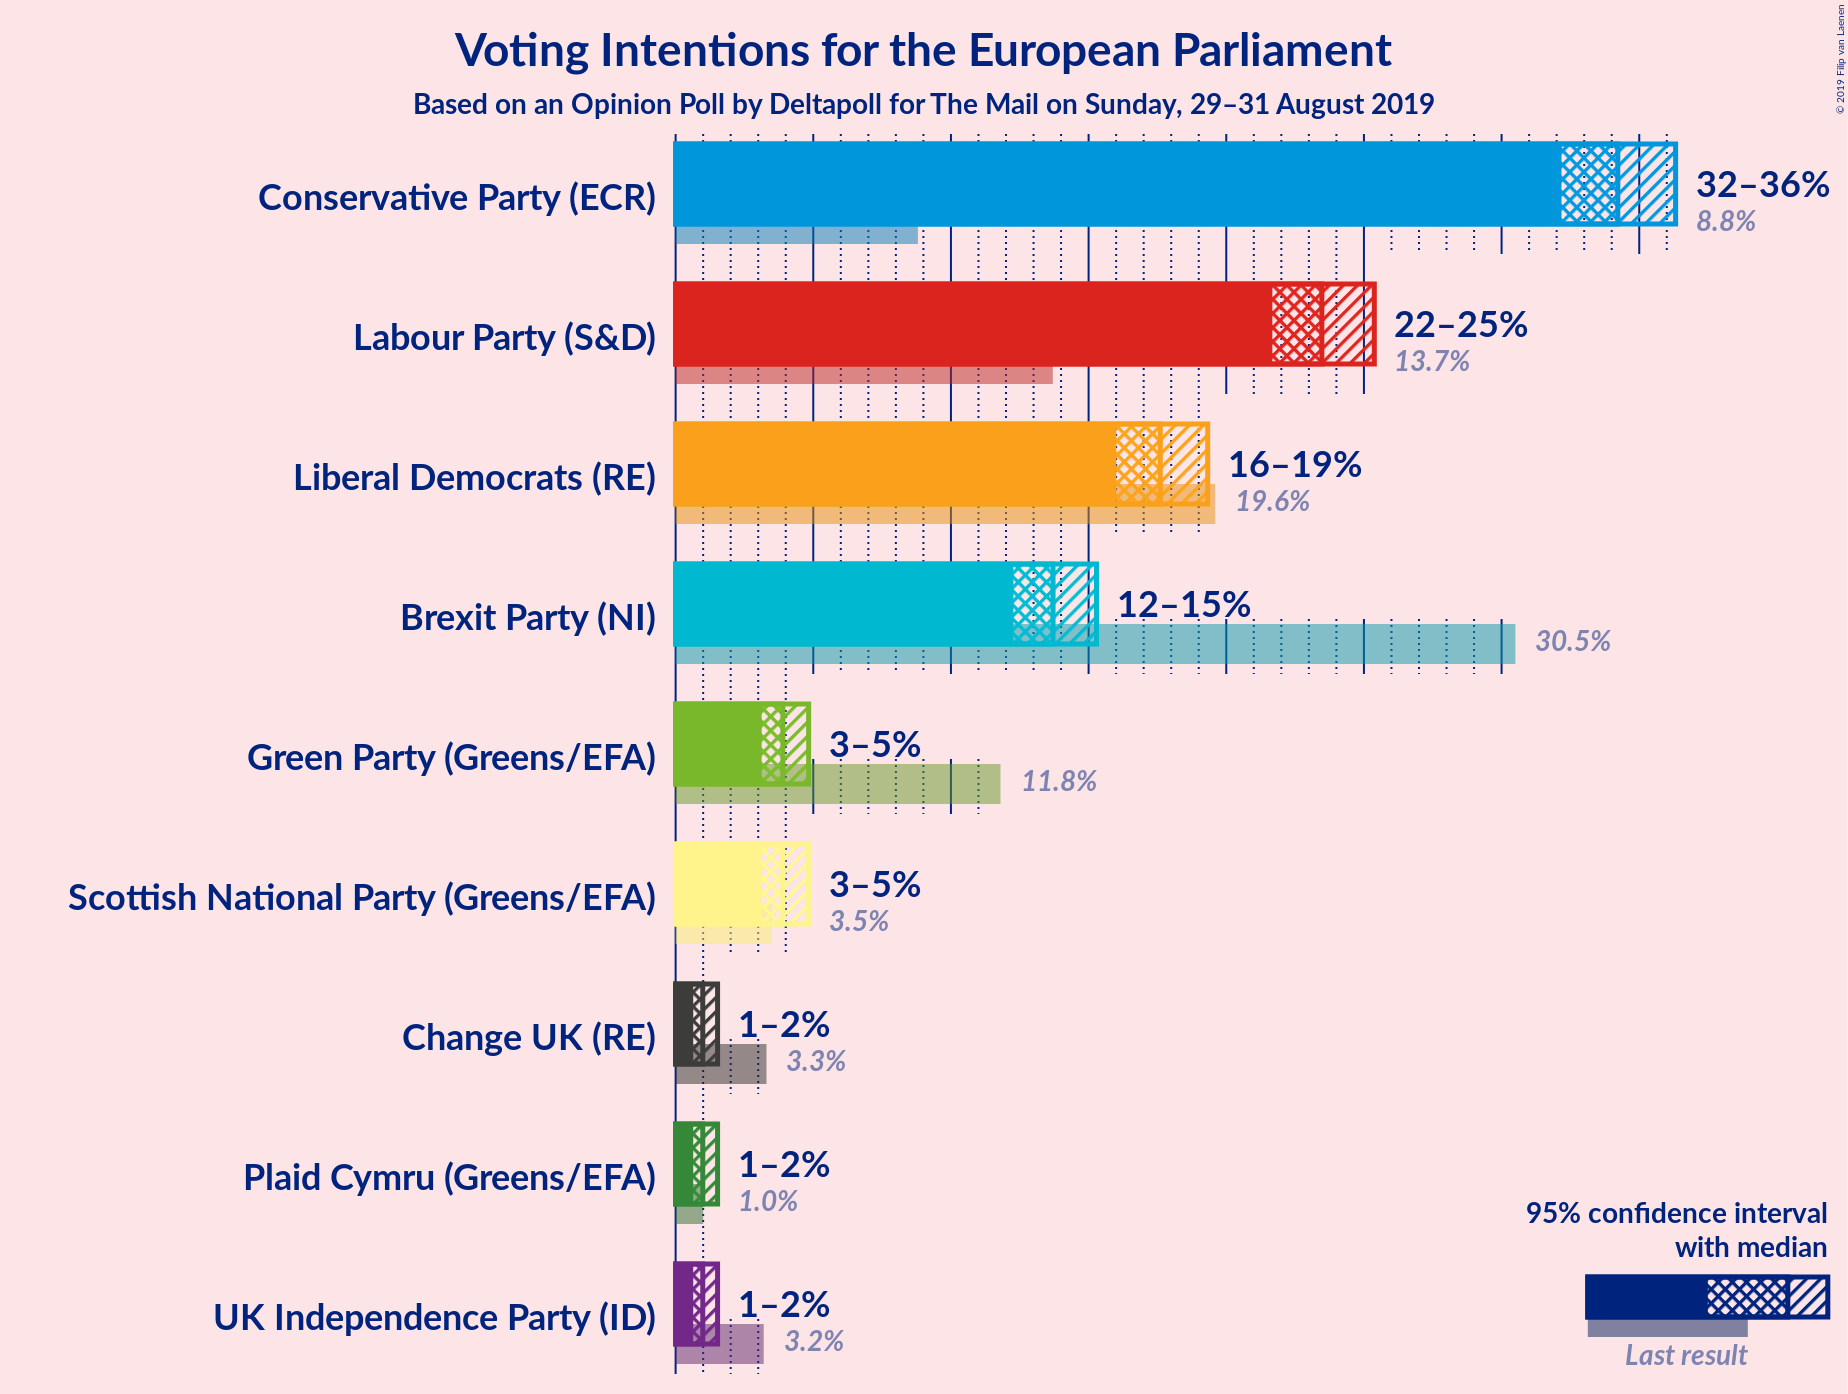 Voting Intentions for the European Parliament
Based on an Opinion Poll by Deltapoll for The Mail on Sunday, 29–31 August 2019
© 2019 Filip van Laenen
Conservative Party (ECR)
32–36%
8.8%
Labour Party (S&D)
22–25%
13.7%
Liberal Democrats (RE)
16–19%
19.6%
Brexit Party (NI)
12–15%
30.5%
Green Party (Greens/EFA)
3–5%
11.8%
Scottish National Party (Greens/EFA)
3–5%
3.5%
Change UK (RE)
1–2%
3.3%
Plaid Cymru (Greens/EFA)
1–2%
1.0%
UK Independence Party (ID)
1–2%
3.2%
95% confidence interval
with median
Last result